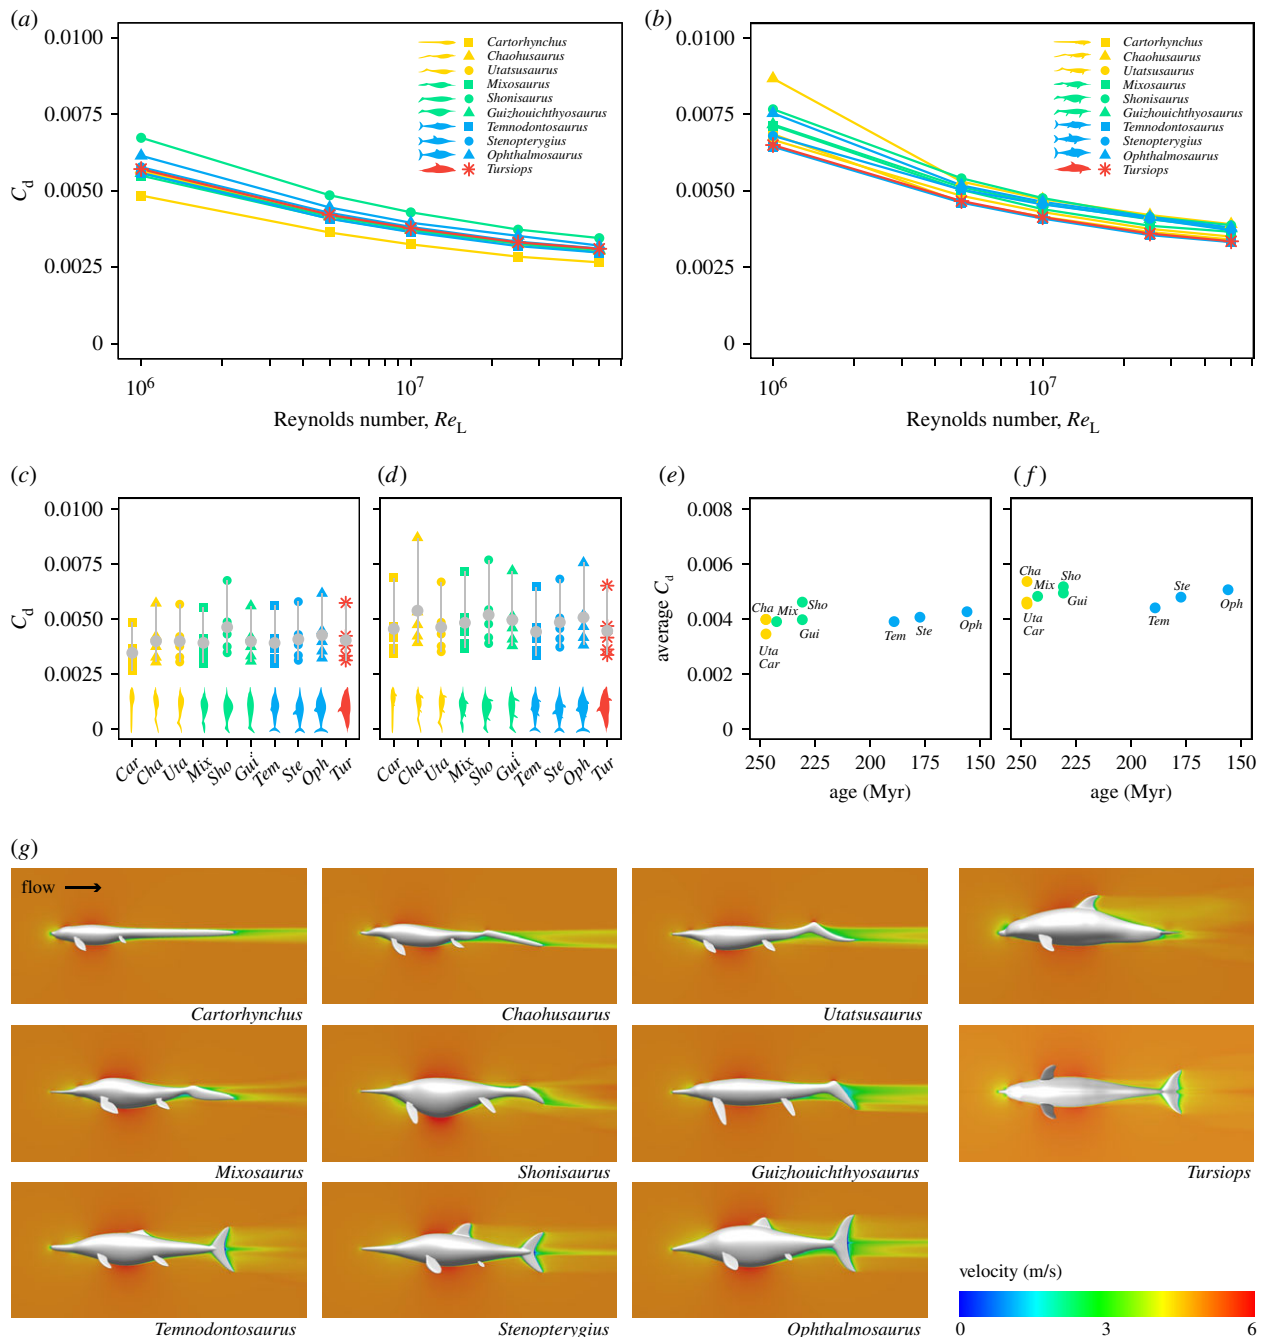 (a)
0.0100
0.0075
0.0050
0.0025
0
C_d
Cartorhynchus
Chaohusaurus
Utatsusaurus
Mixosaurus
Shonisaurus
Guizhouichthyosaurus
Temnodontosaurus
Stenopterygius
Ophthalmosaurus
Tursiops
10^6
10^7
Reynolds number, Re_L
(b)
0.0100
0.0075
0.0050
0.0025
0
Cartorhynchus
Chaohusaurus
Utatsusaurus
Mixosaurus
Shonisaurus
Guizhouichthyosaurus
Temnodontosaurus
Stenopterygius
Ophthalmosaurus
Tursiops
10^6
10^7
Reynolds number, Re_L
(c)
0.0100
0.0075
0.0050
0.0025
0
C_d
Car Cha Uta Mix Sho Gui Tem Ste Oph Tur
(d)
Car Cha Uta Mix Sho Gui Tem Ste Oph Tur
(e)
0.008
0.006
0.004
0.002
0
average C_d
Cha
Mix
Sho
Uta
Car
Gui
Tem
Ste
Oph
250 225 200 175 150
age (Myr)
(f)
Cha
Mix
Sho
Uta
Car
Gui
Tem
Ste
Oph
250 225 200 175 150
age (Myr)
(g)
flow
Cartorhynchus
Chaohusaurus
Utatsusaurus
Mixosaurus
Shonisaurus
Guizhouichthyosaurus
Tursiops
Temnodontosaurus
Stenopterygius
Ophthalmosaurus
velocity (m/s)
0 3 6